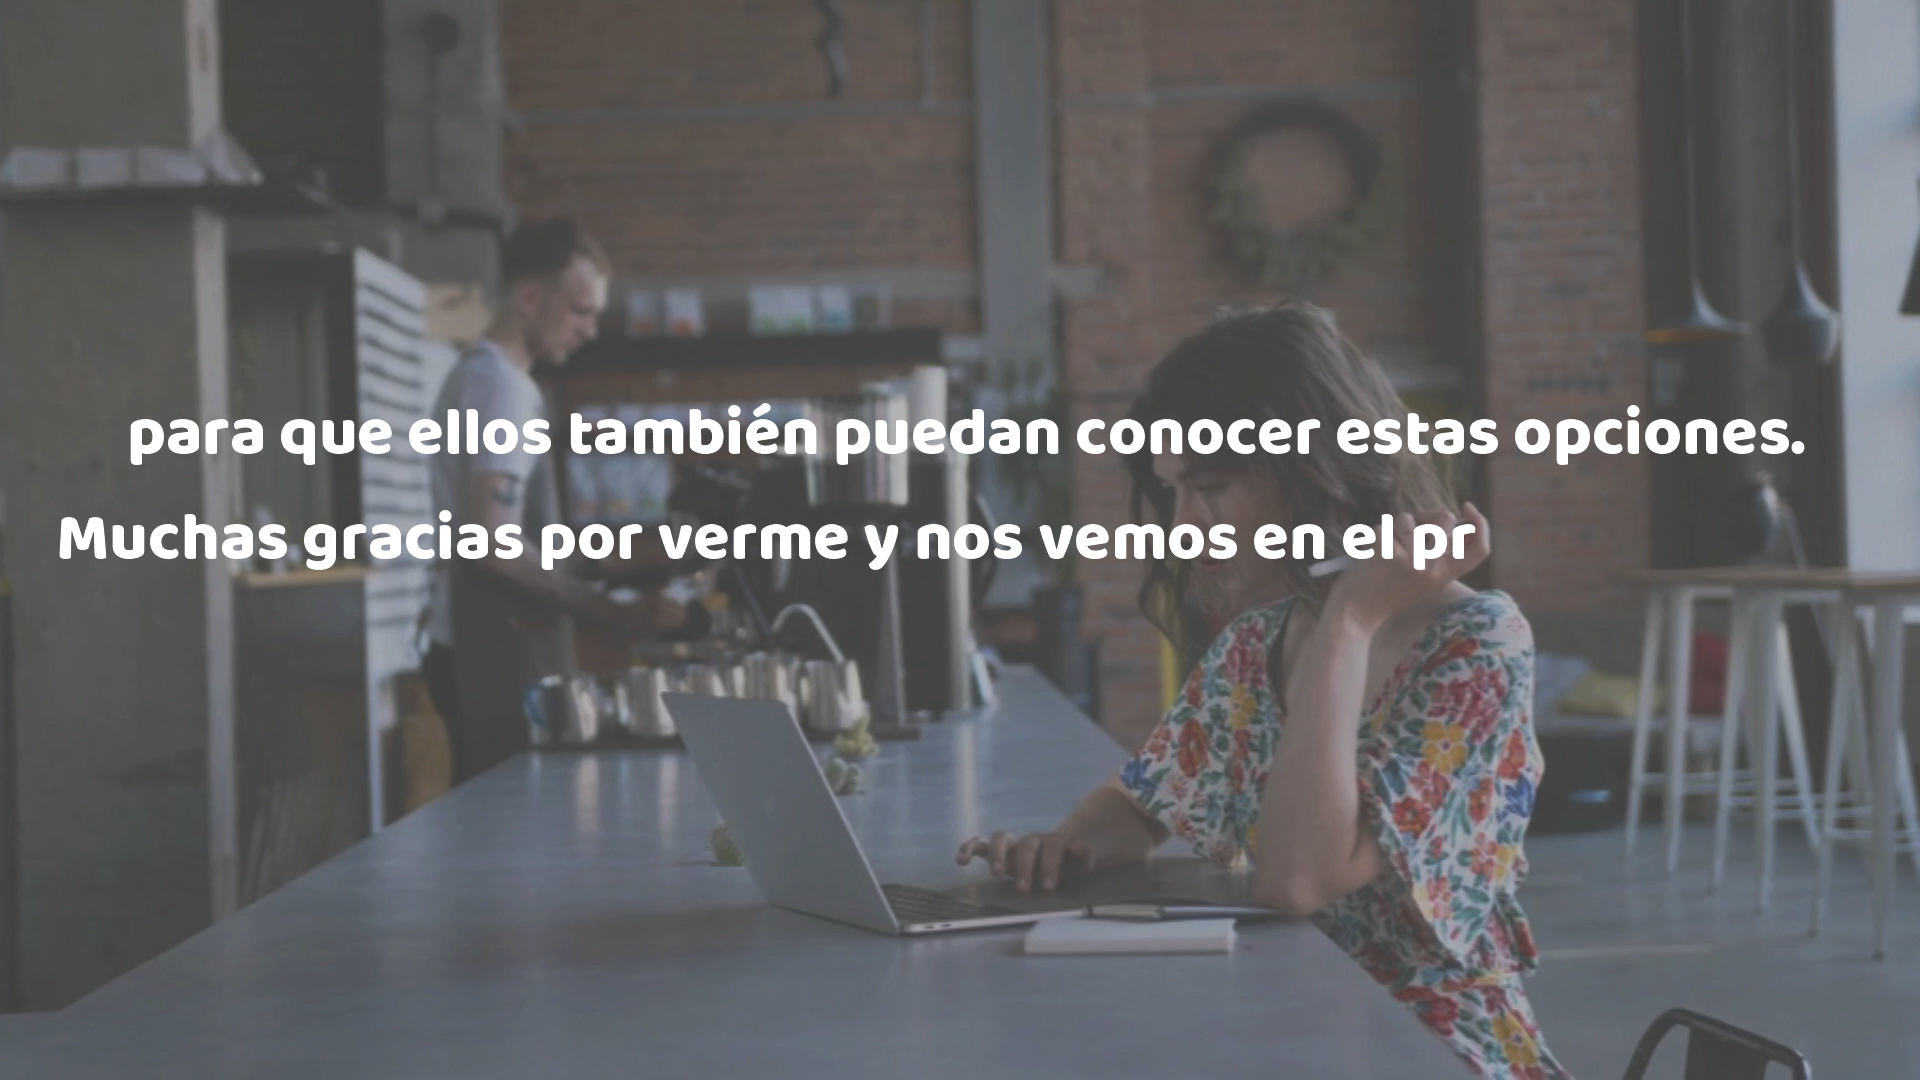 para que ellos también puedan conocer estas opciones.
Muchas gracias por verme y nos vemos en el pr